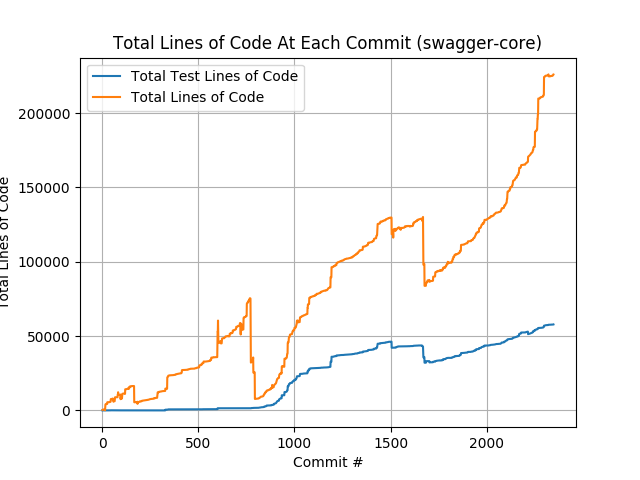 Total Lines of Code At Each Commit (swagger-core)
Total Test Lines of Code
Total Lines of Code
200000
150000
100000
50000
0
Total Lines of Code
0
500
1000
1500
2000
Commit #